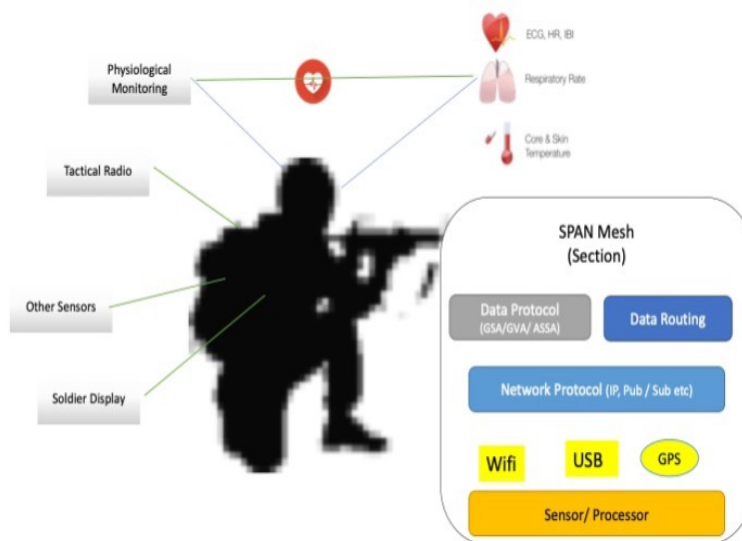 Physiological
Monitoring
ECG, HR, IBI
Respiratory Rate
Core & Skin
Temperature
Tactical Radio
Other Sensors
Soldier Display
SPAN Mesh
(Section)
Data Protocol
(GSA/GVA/ ASSA)
Data Routing
Network Protocol (IP, Pub / Sub etc)
Wifi
USB
GPS
Sensor/ Processor